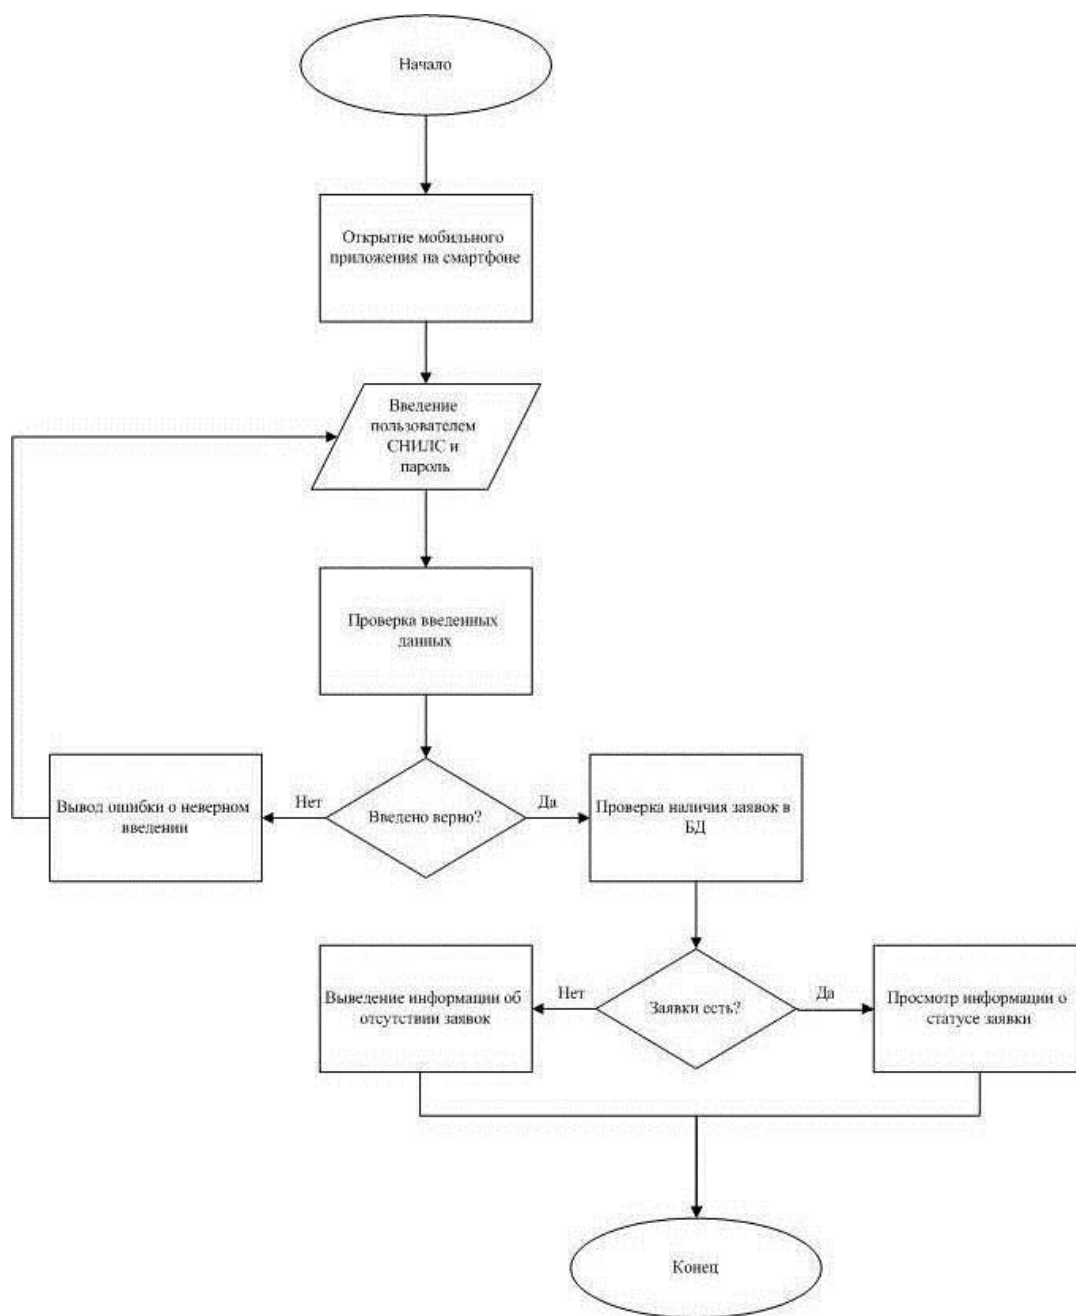 Начало
Открытие мобильного
приложения на смартфоне
Введение
пользователем
СНИЛС и
пароль
Проверка введенных
данных
Вывод ошибки о неверном
введении
Нет
Введено верно?
Да
Проверка наличия заявок в
БД
Выведение информации об
отсутствии заявок
Нет
Заявки есть?
Да
Просмотр информации о
статусе заявки
Конец